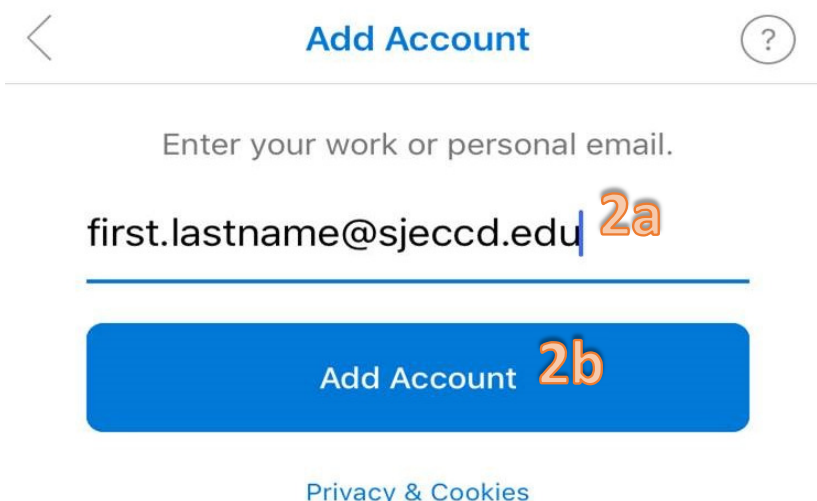 Add Account ?
Enter your work or personal email.
first.lastname@sjeccd.edu 2a
Add Account 2b
Privacy & Cookies